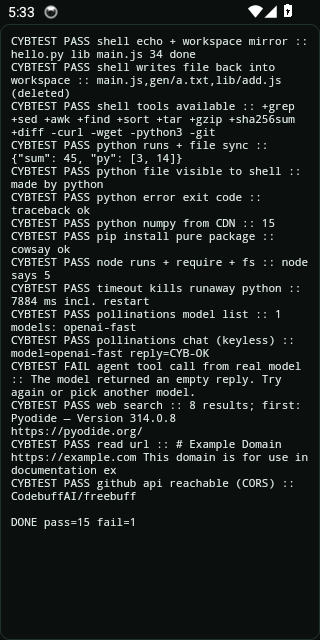 5:33
CYBTEST PASS shell echo + workspace mirror ::
hello.py lib main.js 34 done
CYBTEST PASS shell writes file back into
workspace :: main.js,gen/a.txt,lib/add.js
(deleted)
CYBTEST PASS shell tools available :: +grep
+sed +awk +find +sort +tar +gzip +sha256sum
+diff -curl -wget -python3 -git
CYBTEST PASS python runs + file sync ::
{"sum": 45, "py": [3, 14]}
CYBTEST PASS python file visible to shell ::
made by python
CYBTEST PASS python error exit code ::
traceback ok
CYBTEST PASS python numpy from CDN :: 15
CYBTEST PASS pip install pure package ::
cowsay ok
CYBTEST PASS node runs + require + fs :: node
says 5
CYBTEST PASS timeout kills runaway python ::
7884 ms incl. restart
CYBTEST PASS pollinations model list :: 1
models: openai-fast
CYBTEST PASS pollinations chat (keyless) ::
model=openai-fast reply=CYB-OK
CYBTEST FAIL agent tool call from real model
:: The model returned an empty reply. Try
again or pick another model.
CYBTEST PASS web search :: 8 results; first:
Pyodide — Version 314.0.8
https://pyodide.org/
CYBTEST PASS read url :: # Example Domain
https://example.com This domain is for use in
documentation ex
CYBTEST PASS github api reachable (CORS) ::
CodebuffAI/freebuff
DONE pass=15 fail=1